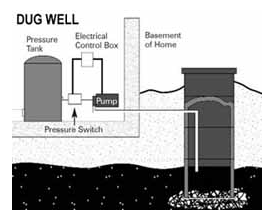 DUG WELL
Pressure
Tank
Electrical
Control Box
Basement
of Home
Pump
Pressure Switch